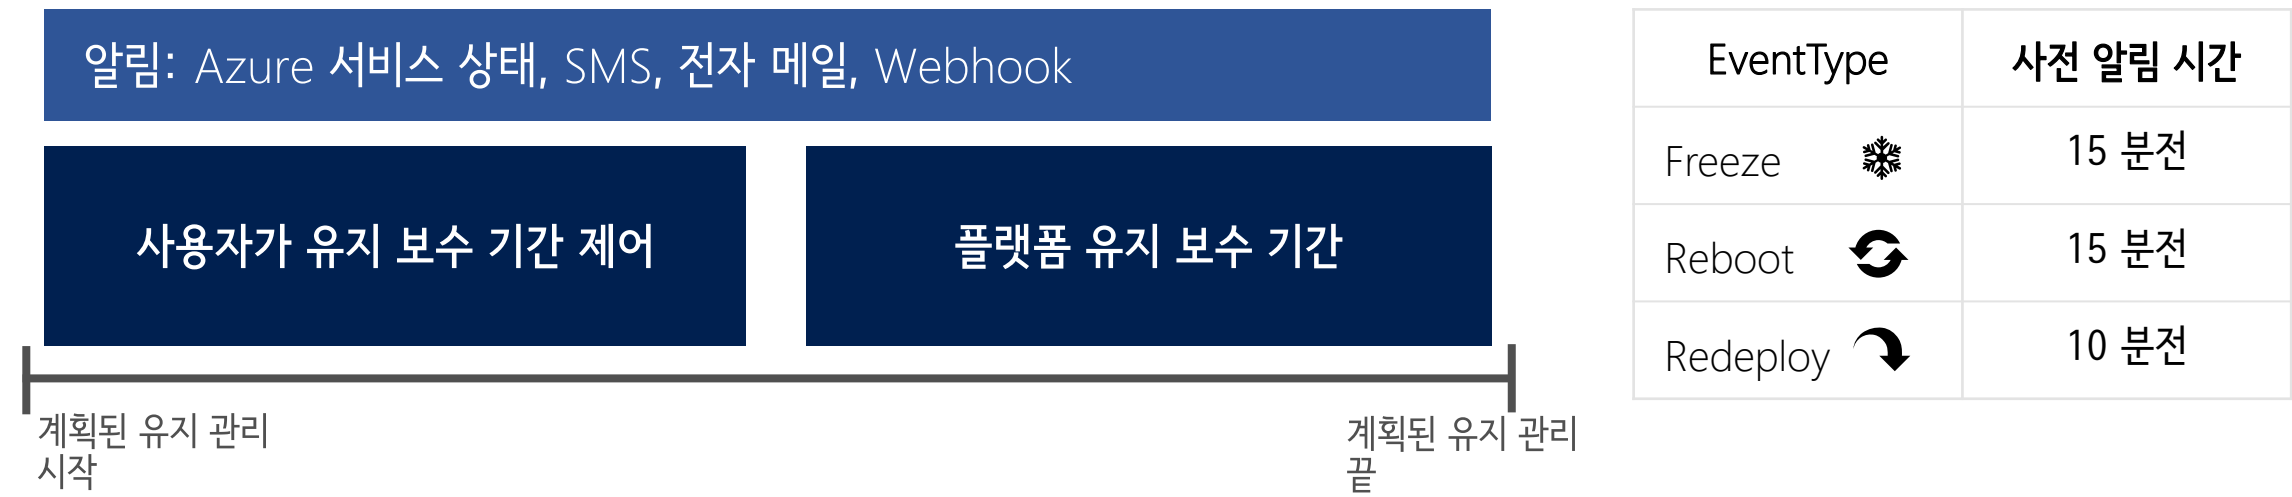 알림: Azure 서비스 상태, SMS, 전자 메일, Webhook
사용자가 유지 보수 기간 제어
플랫폼 유지 보수 기간
계획된 유지 관리
시작
계획된 유지 관리
끝
EventType 사전 알림 시간
Freeze 15 분전
Reboot 15 분전
Redeploy 10 분전